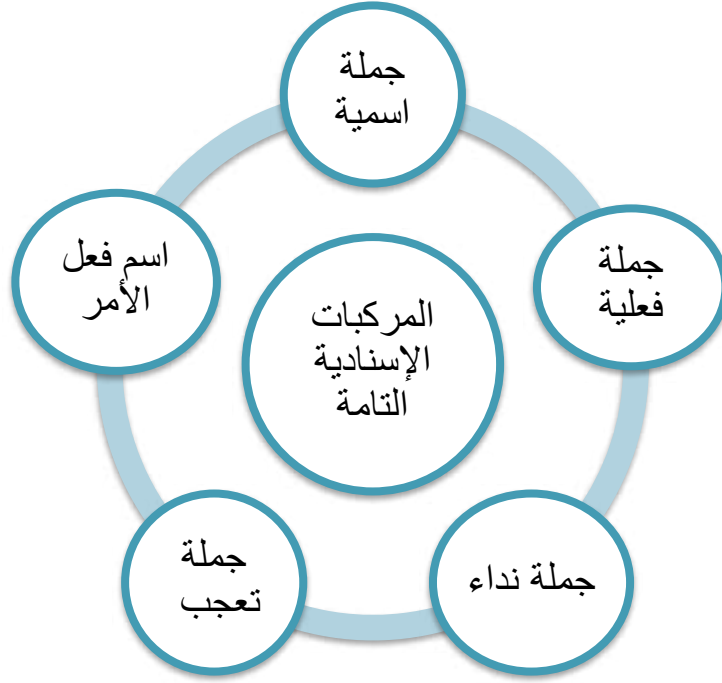 جملة
اسمية
جملة
فعلية
جملة نداء
جملة
تعجب
اسم فعل
الأمر
المركبات
الإسنادية
التامة